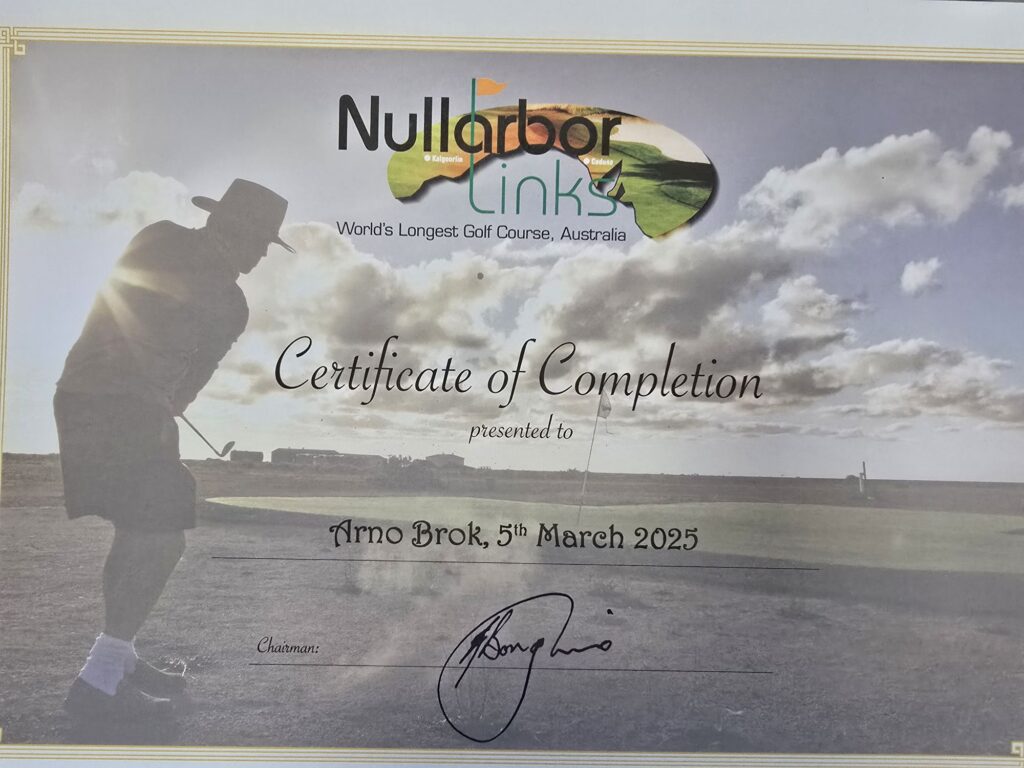 Nullarbor
Kalgoorlie
Ceduna
Links
World's Longest Golf Course, Australia
Certificate of Completion
presented to
Arno Brok, 5th March 2025
Chairman: